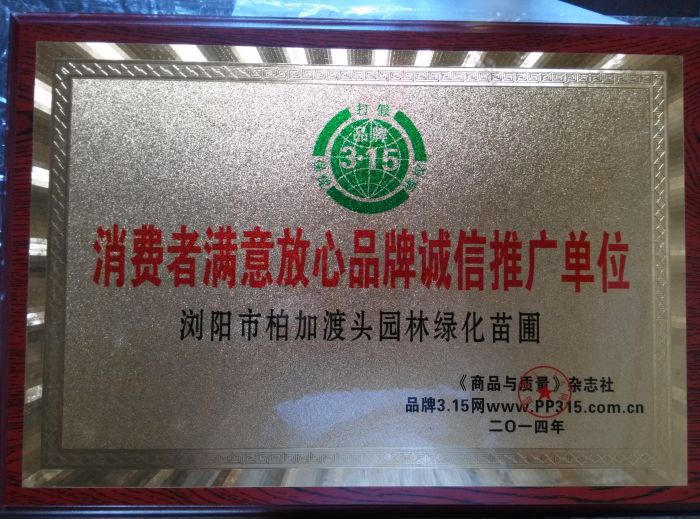 打假
品牌
3·15
消费者满意放心品牌诚信推广单位
浏阳市柏加渡头园林绿化苗圃
《商品与质量》杂志社
品牌3.15网www.PP315.com.cn
二〇一四年